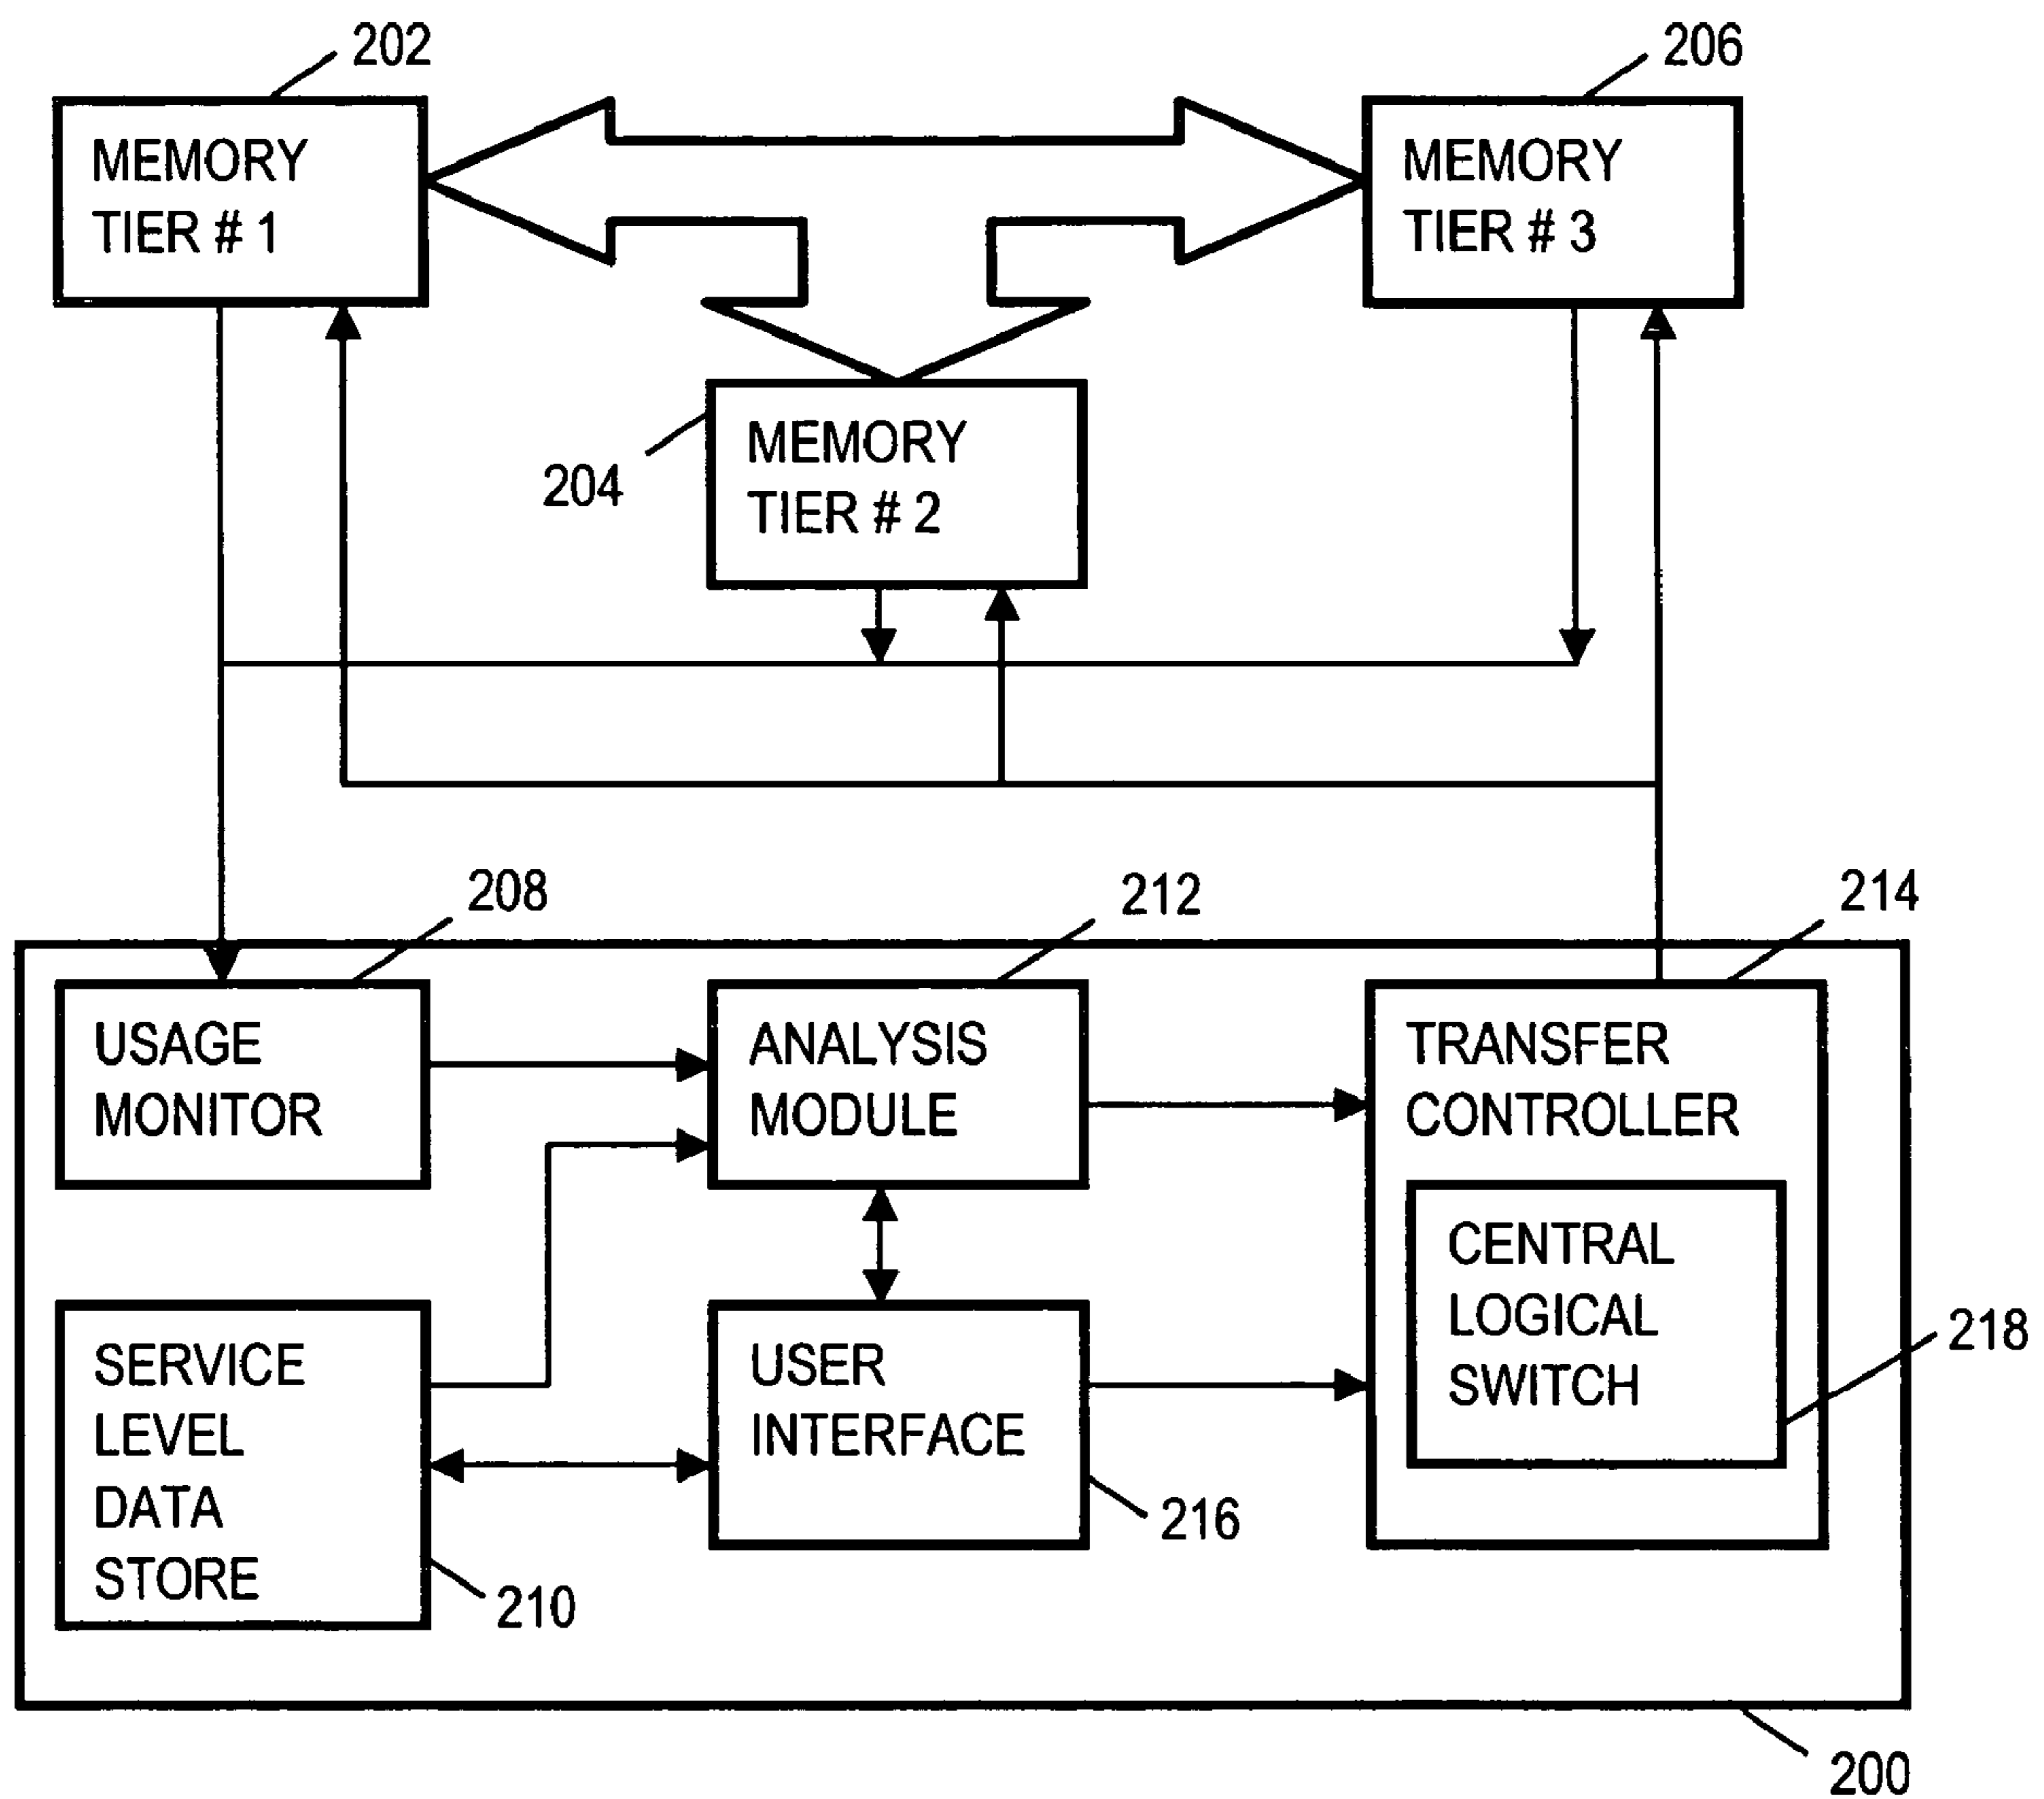 202
206
MEMORY
TIER # 1
MEMORY
TIER # 3
MEMORY
TIER # 2
204
208
212
214
USAGE
MONITOR
ANALYSIS
MODULE
TRANSFER
CONTROLLER
CENTRAL
LOGICAL
SWITCH
218
SERVICE
LEVEL
DATA
STORE
210
USER
INTERFACE
216
200